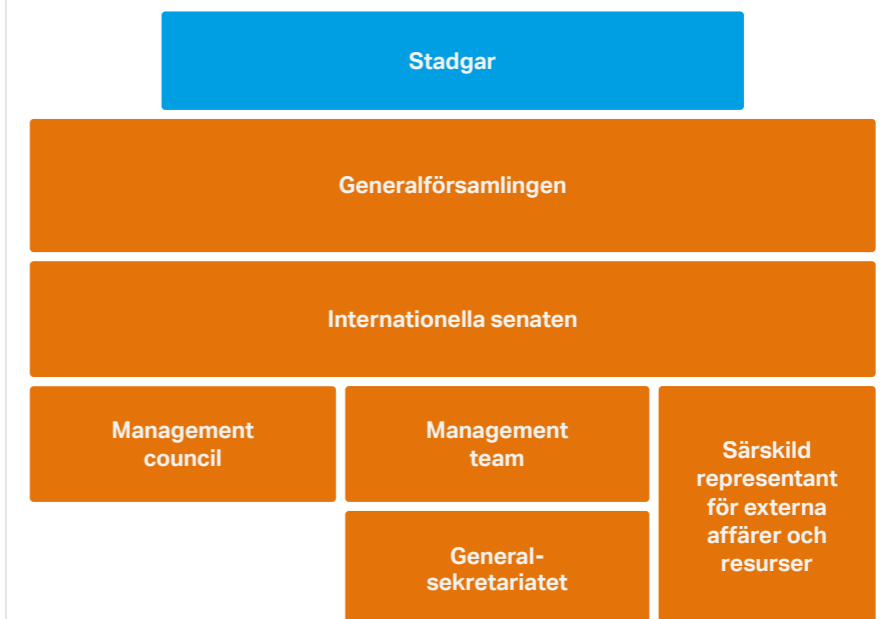 Stadgar
Generalförsamlingen
Internationella senaten
Management
council
Management
team
Särskild
representant
för externa
affärer och
resurser
General-
sekretariatet